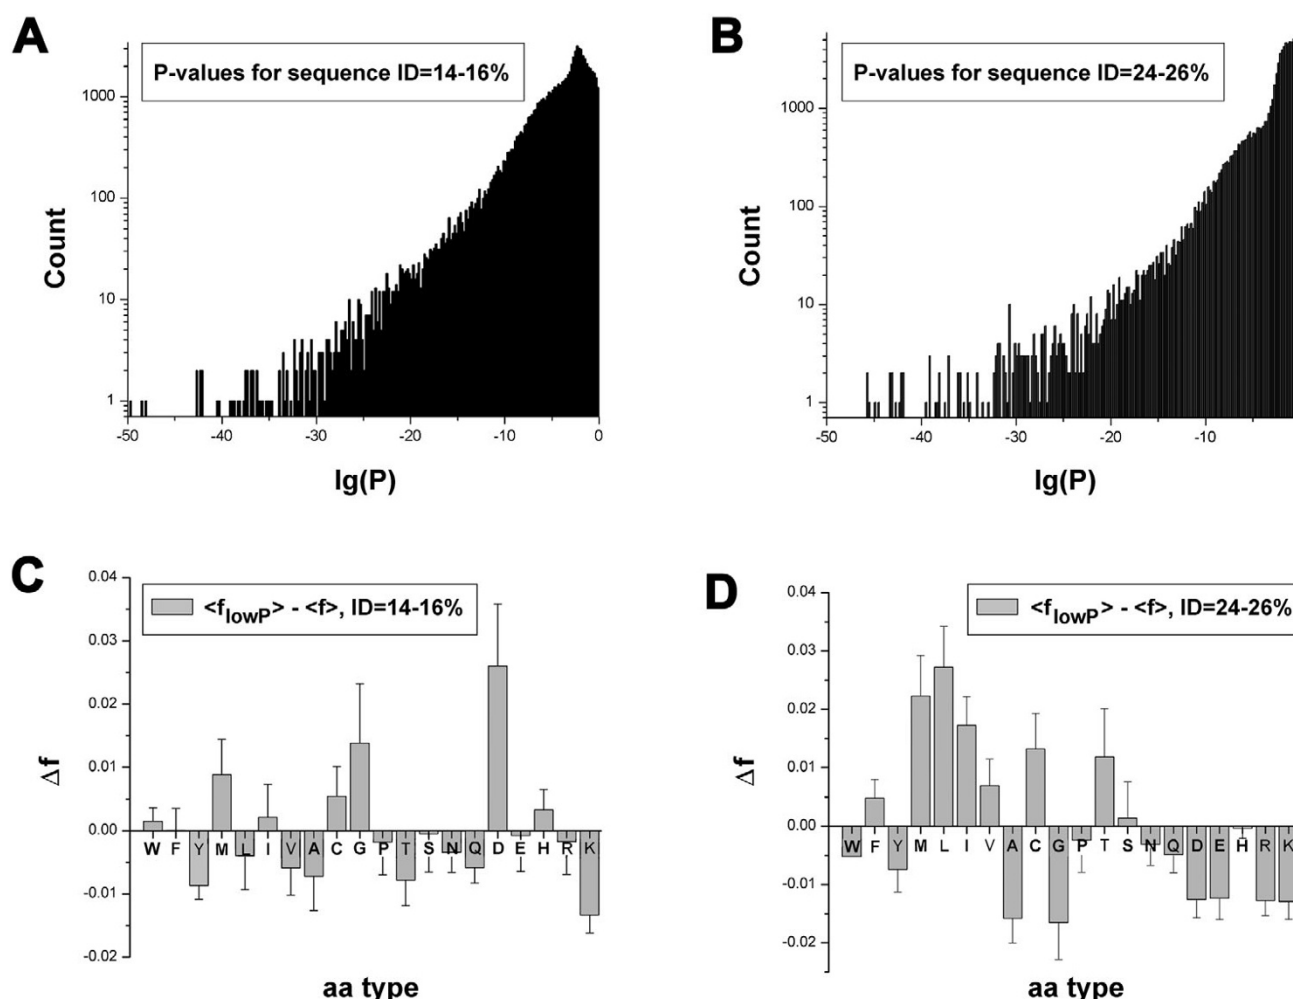 A
P-values for sequence ID=14-16%
1000
100
10
1
Count
-50
-40
-30
-20
-10
0
lg(P)
B
P-values for sequence ID=24-26%
1000
100
10
1
Count
-50
-40
-30
-20
-10
lg(P)
C
<f_lowP> - <f>, ID=14-16%
0.04
0.03
0.02
0.01
0.00
-0.01
-0.02
Δf
W F Y M L I V A C G P T S N Q D E H R K
aa type
D
<f_lowP> - <f>, ID=24-26%
0.04
0.03
0.02
0.01
0.00
-0.01
-0.02
Δf
W F Y M L I V A C G P T S N Q D E H R K
aa type